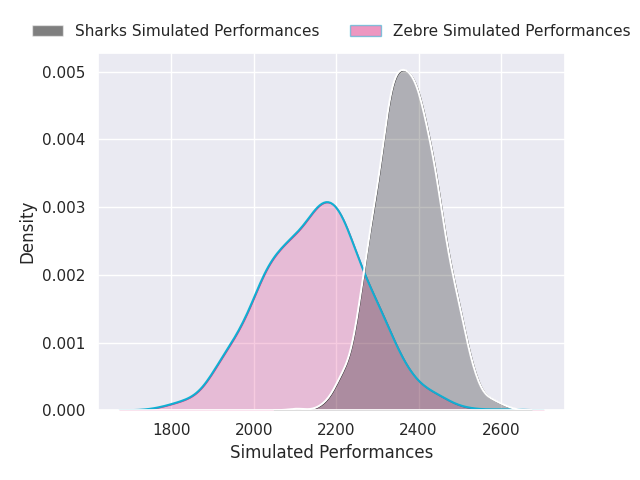 Sharks Simulated Performances Zebre Simulated Performances
0.005
0.004
0.003
0.002
0.001
0.000
Density
1800 2000 2200 2400 2600
Simulated Performances